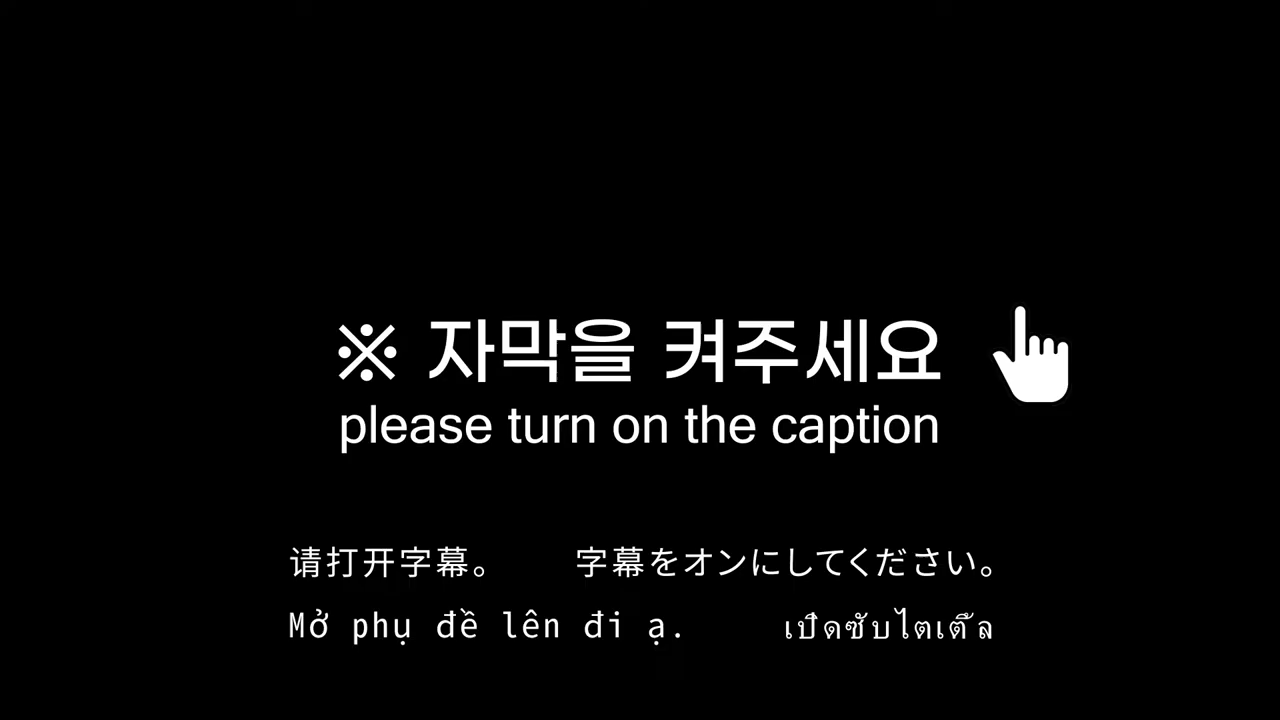 ※ 자막을 켜주세요
please turn on the caption
请打开字幕。 字幕をオンにしてください。
Mở phụ đề lên đi ạ. เปิดซับไตเติ้ล